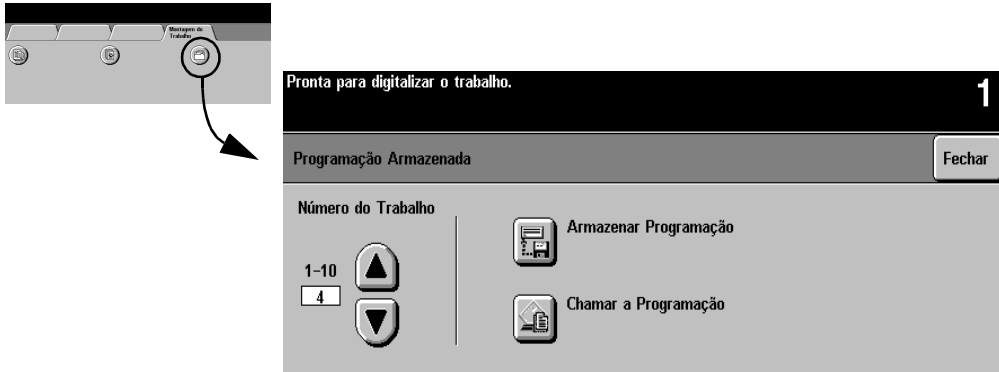 Montagem do
Trabalho
Pronta para digitalizar o trabalho.
1
Programação Armazenada
Fechar
Número do Trabalho
1-10
4
Armazenar Programação
Chamar a Programação